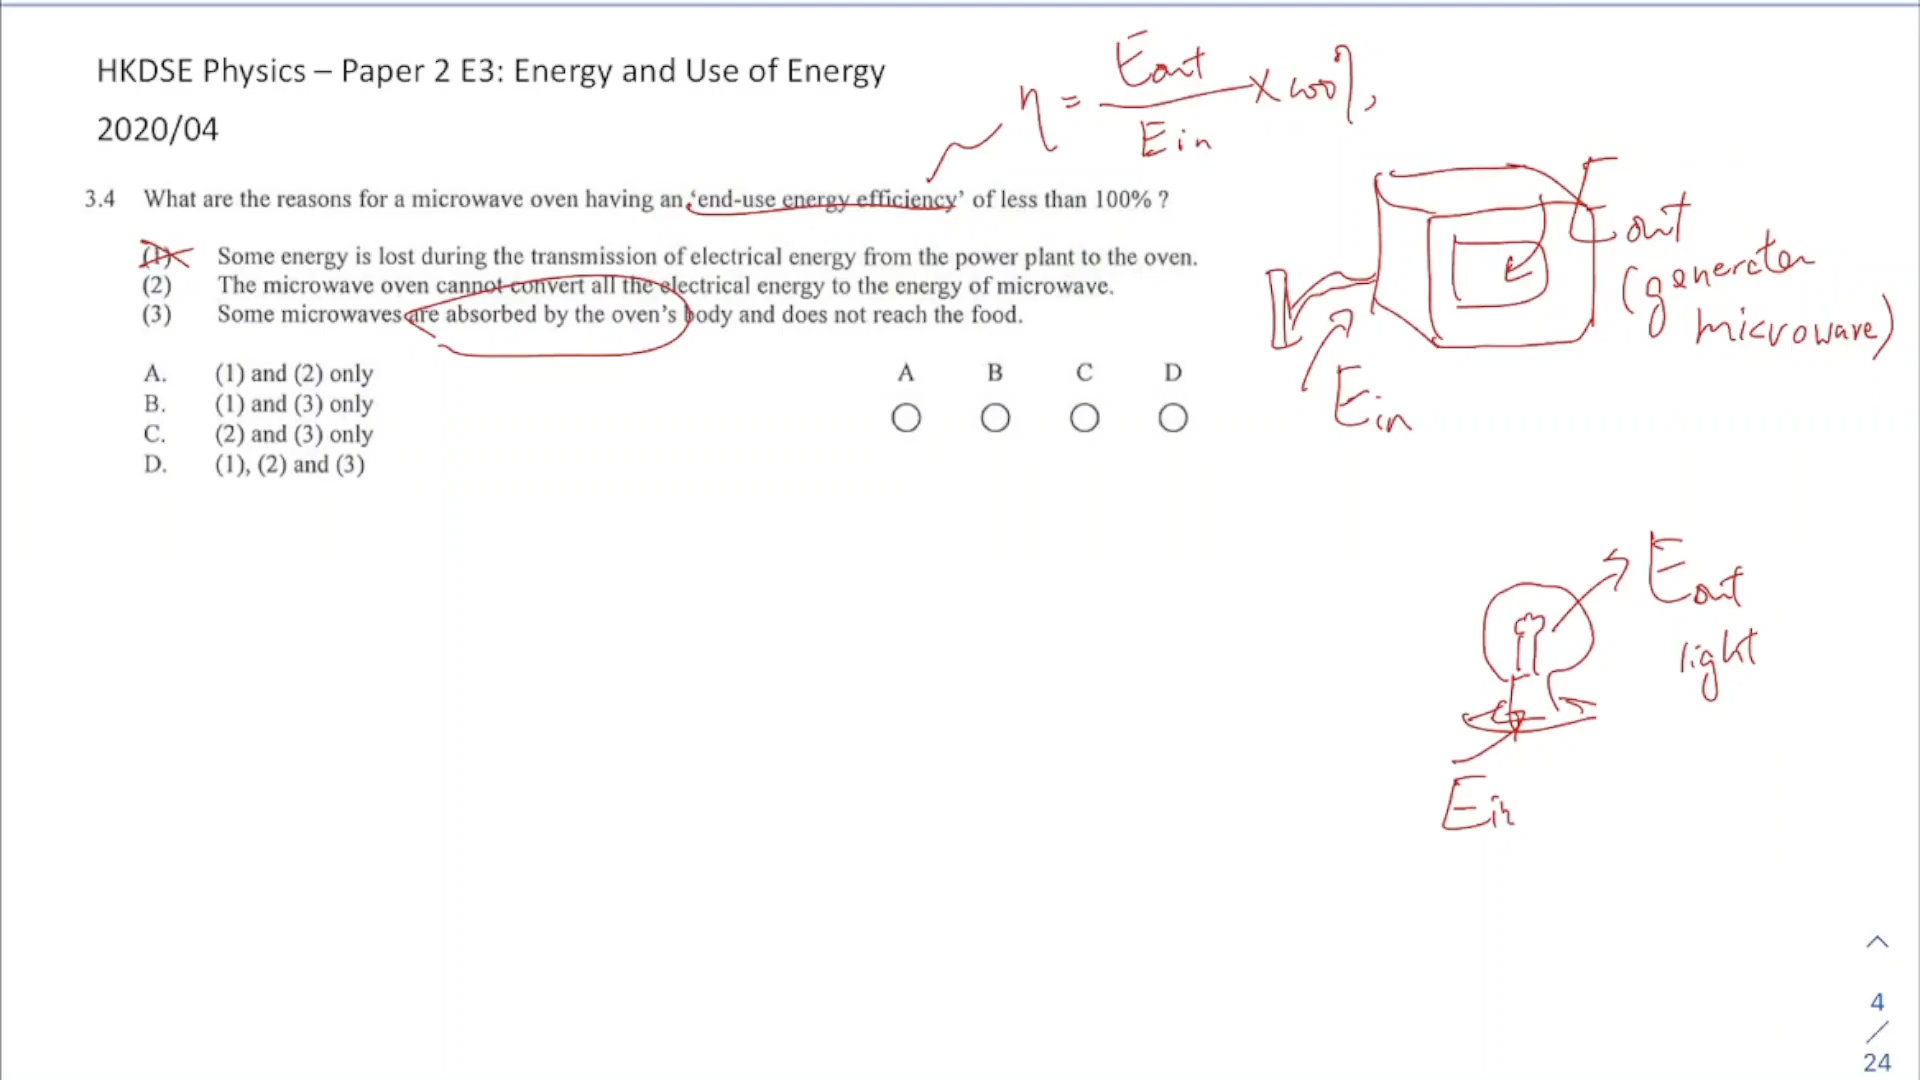 HKDSE Physics – Paper 2 E3: Energy and Use of Energy
2020/04
η = Eout / Ein × 100%
3.4 What are the reasons for a microwave oven having an 'end-use energy efficiency' of less than 100% ?
(1) Some energy is lost during the transmission of electrical energy from the power plant to the oven.
(2) The microwave oven cannot convert all the electrical energy to the energy of microwave.
(3) Some microwaves are absorbed by the oven's body and does not reach the food.
A. (1) and (2) only
B. (1) and (3) only
C. (2) and (3) only
D. (1), (2) and (3)
A B C D
Eout
(generater
microware)
Ein
Eout
light
Ein
4
/
24